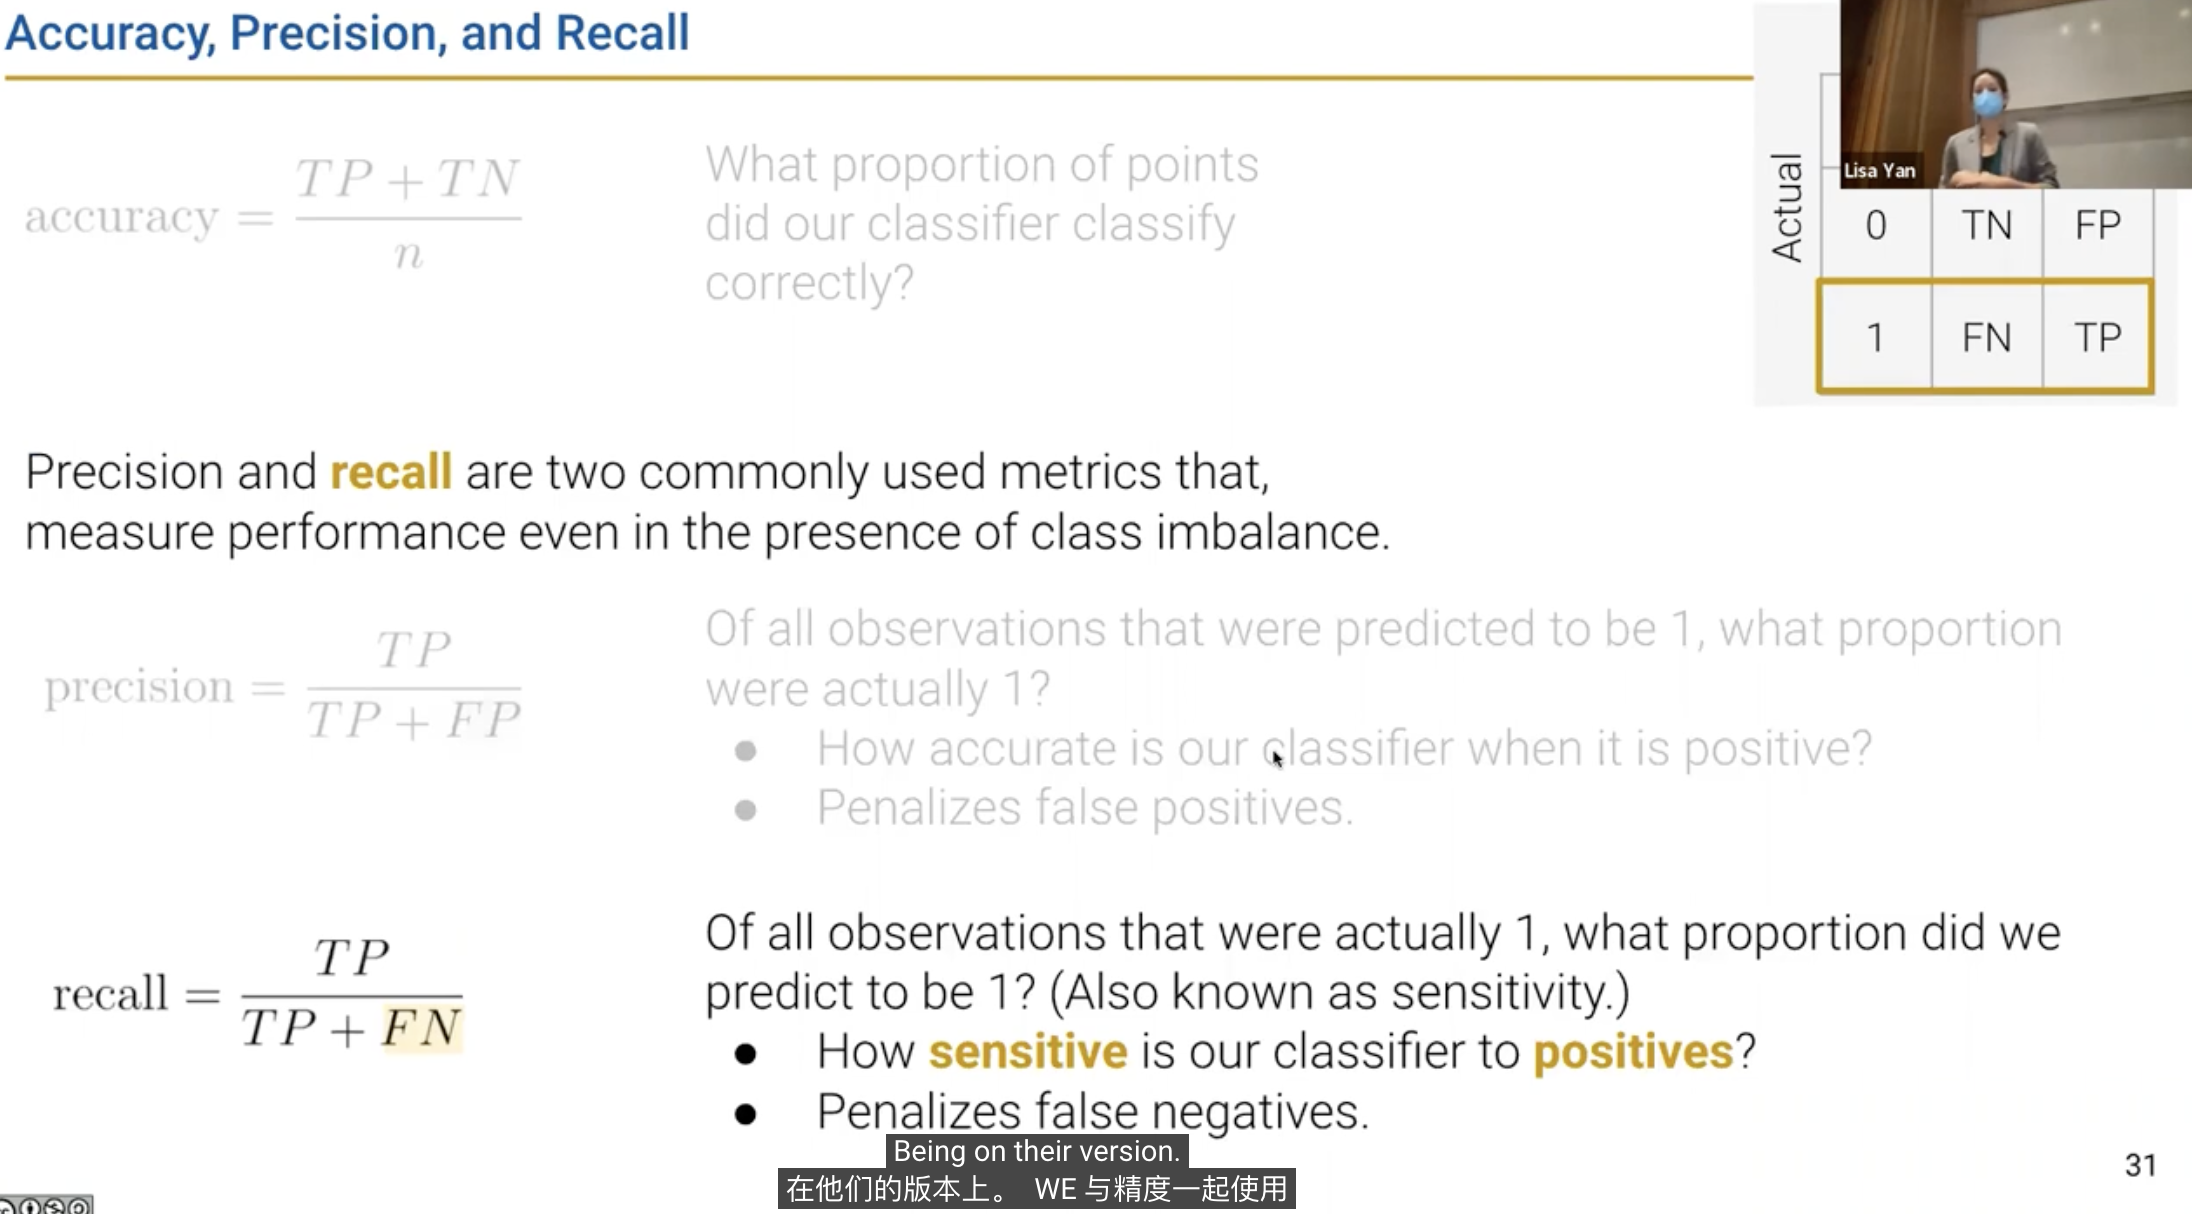 Accuracy, Precision, and Recall
accuracy = TP + TN / n
What proportion of points
did our classifier classify
correctly?
Lisa Yan
Actual
0 TN FP
1 FN TP
Precision and recall are two commonly used metrics that,
measure performance even in the presence of class imbalance.
precision = TP / TP + FP
Of all observations that were predicted to be 1, what proportion
were actually 1?
● How accurate is our classifier when it is positive?
● Penalizes false positives.
recall = TP / TP + FN
Of all observations that were actually 1, what proportion did we
predict to be 1? (Also known as sensitivity.)
● How sensitive is our classifier to positives?
● Penalizes false negatives.
Being on their version.
在他们的版本上。 WE 与精度一起使用
31